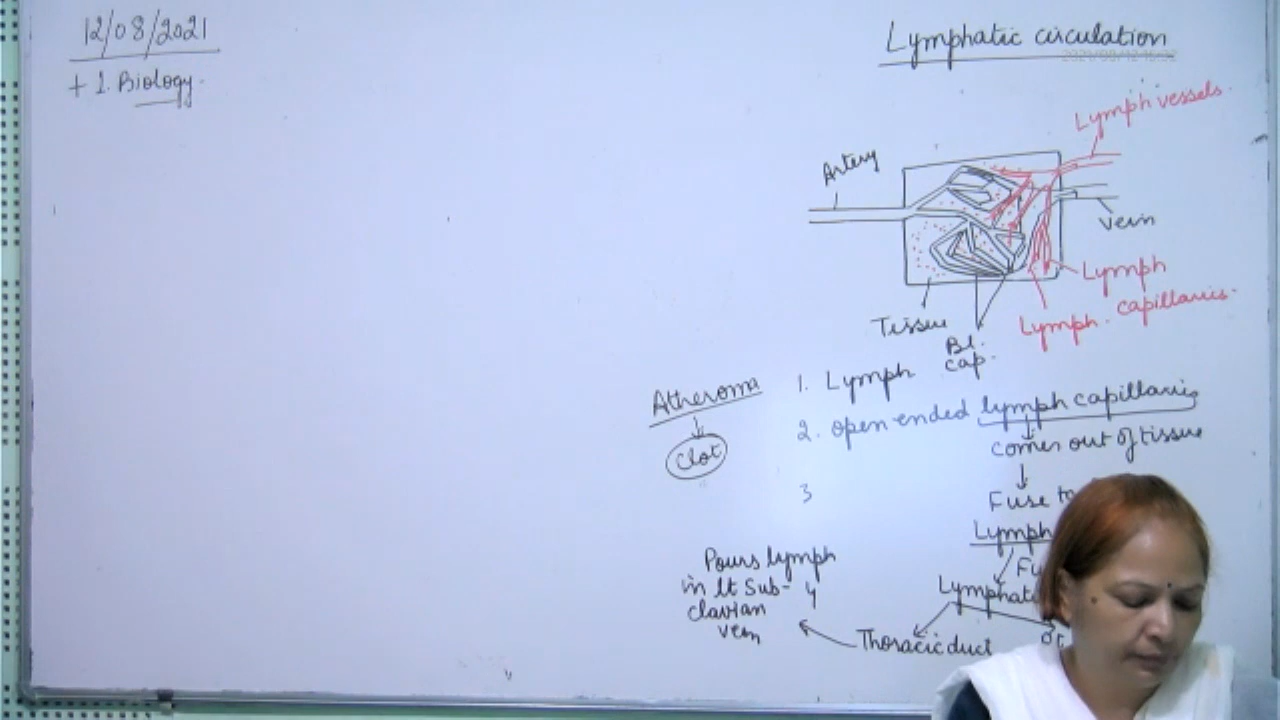 12/08/2021
+ 1. Biology.
Lymphatic circulation
Lymph vessels.
Artery
Vein
Lymph
capillaries.
Lymph.
Tissue
Bl.
cap.
1. Lymph
2. open ended lymph capillaries
comes out of tissue
Fuse to
Lymph
Lymphatic
Thoracic duct
Atheroma
Clot
3
4
Pours lymph
in lt Sub-
clavian
vein